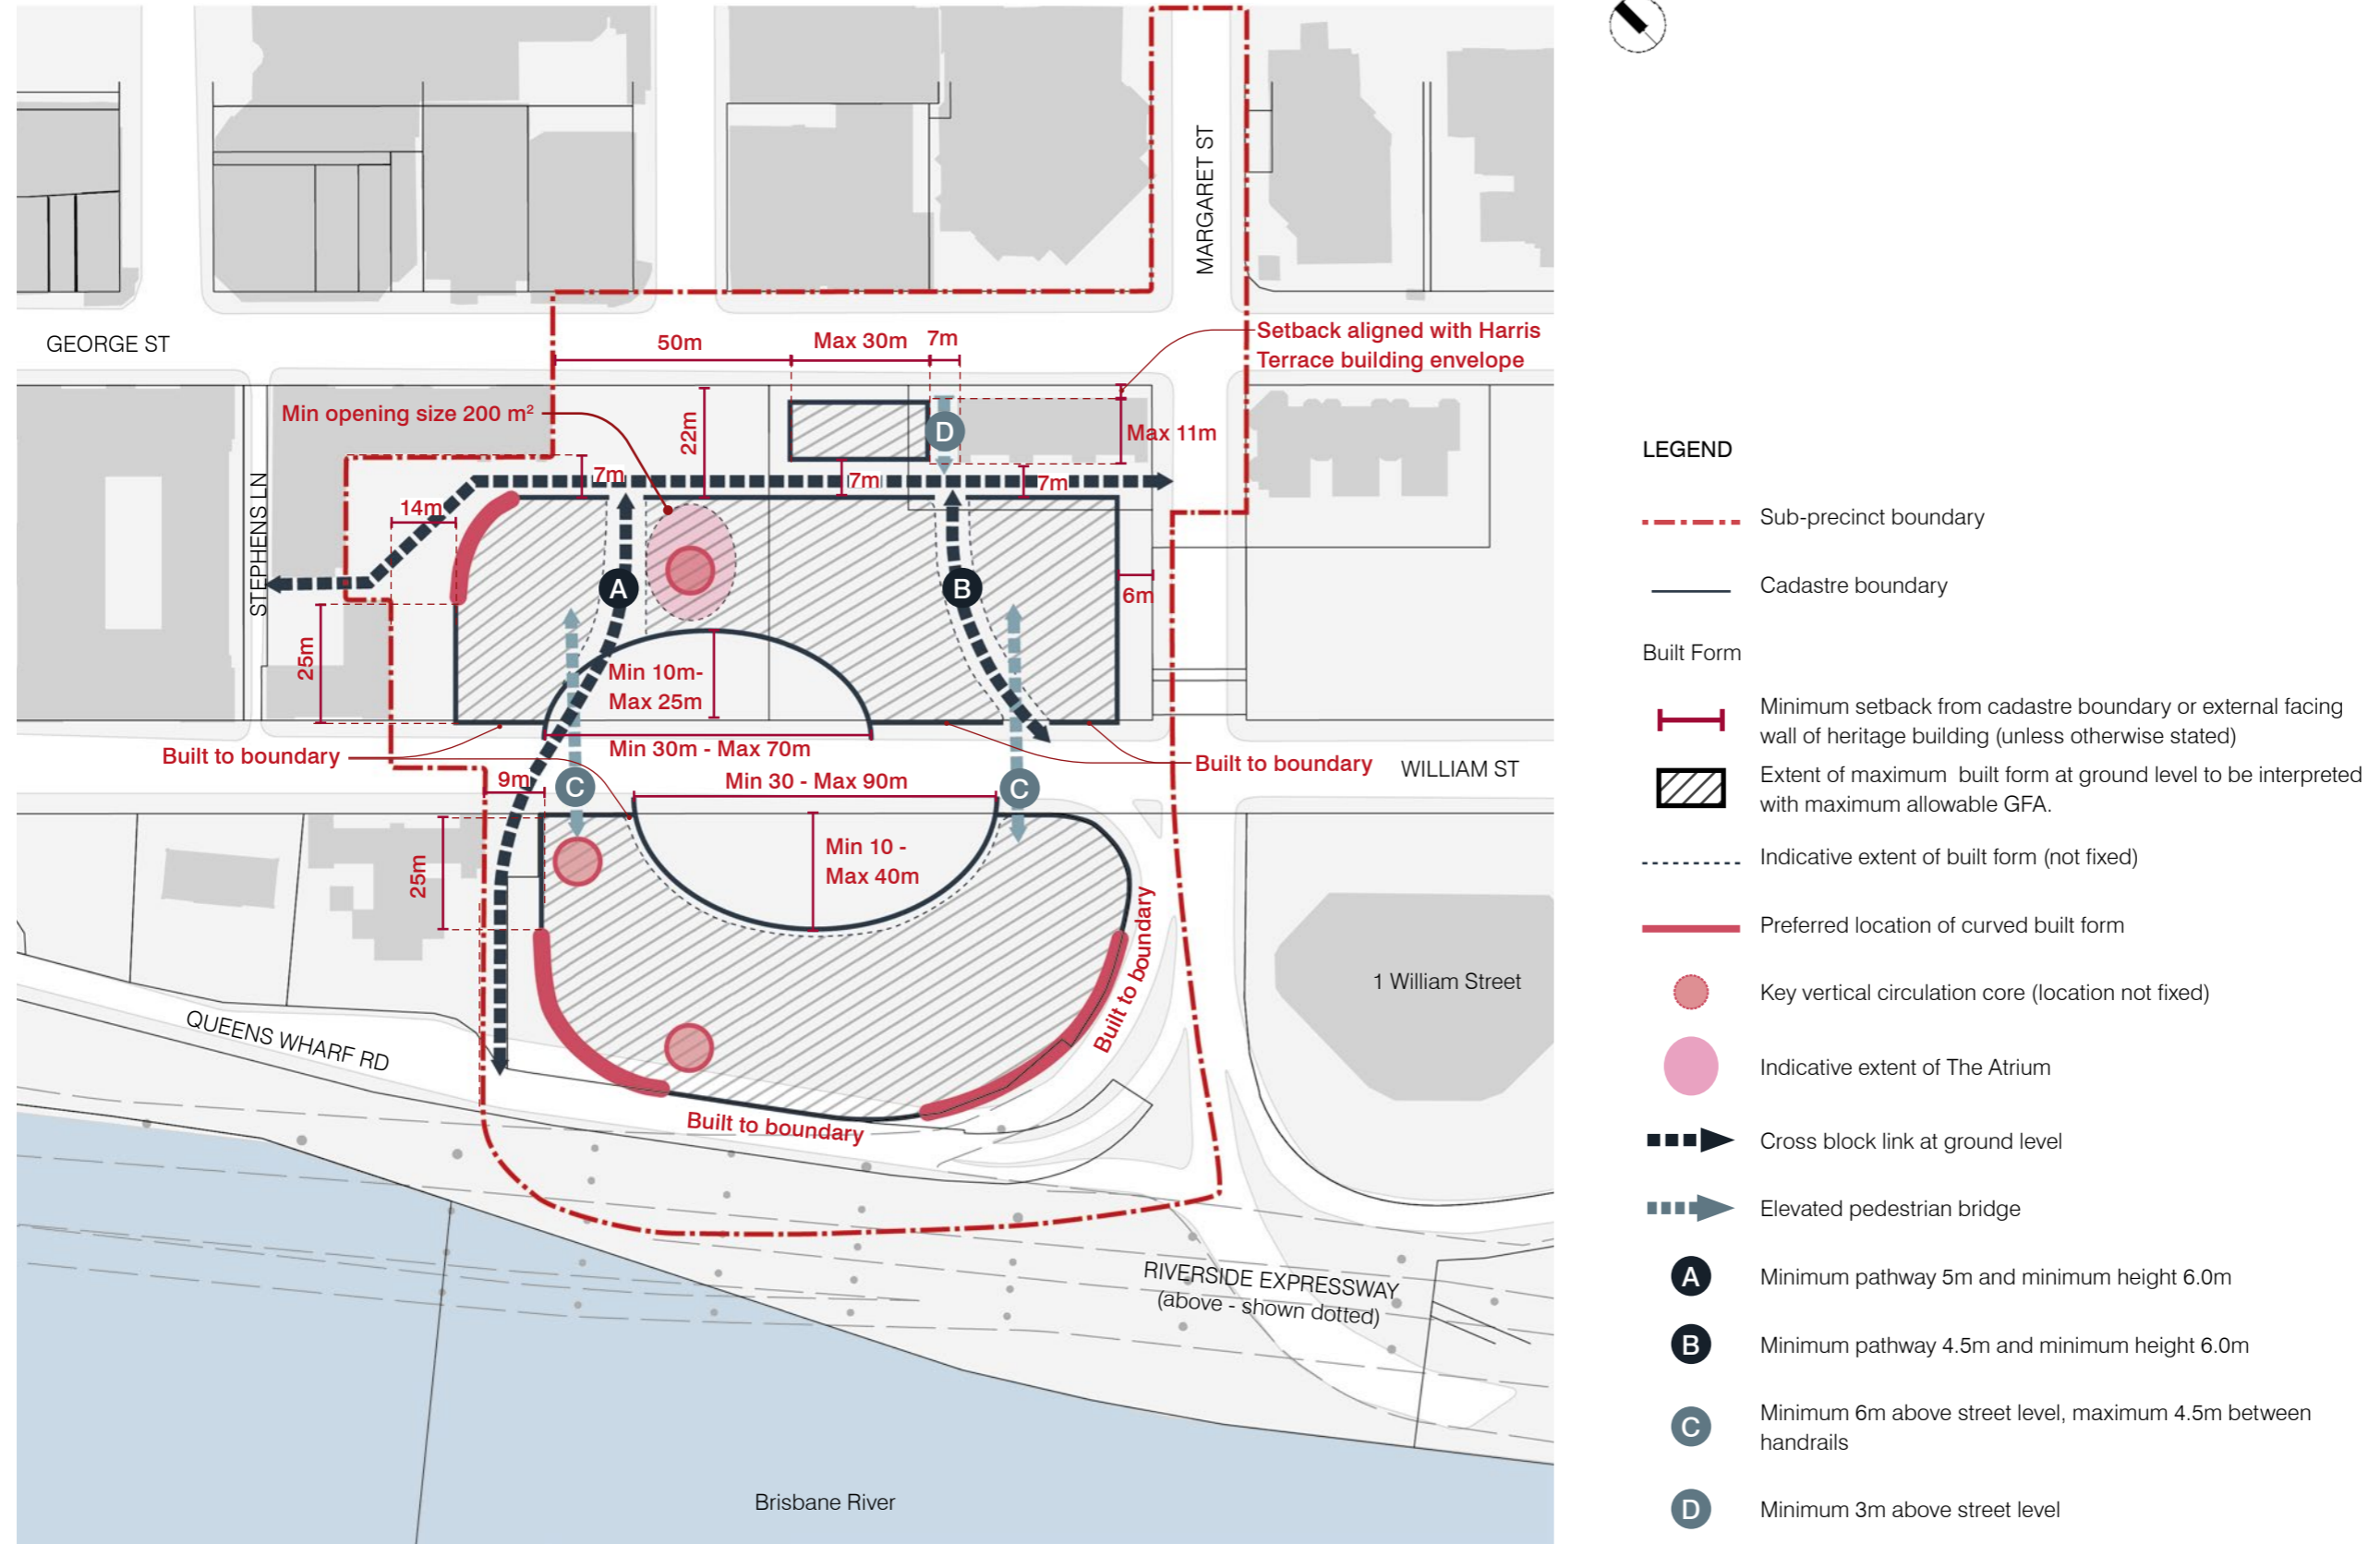 MARGARET ST
GEORGE ST
50m
Max 30m
7m
Setback aligned with Harris
Terrace building envelope
Min opening size 200 m²
22m
D
Max 11m
7m
7m
7m
14m
STEPHENS LN
A
B
6m
25m
Min 10m-
Max 25m
Min 30m - Max 70m
Built to boundary
Built to boundary
WILLIAM ST
9m
C
Min 30 - Max 90m
C
25m
Min 10 -
Max 40m
Built to boundary
1 William Street
QUEENS WHARF RD
Built to boundary
RIVERSIDE EXPRESSWAY
(above - shown dotted)
Brisbane River
LEGEND
Sub-precinct boundary
Cadastre boundary
Built Form
Minimum setback from cadastre boundary or external facing
wall of heritage building (unless otherwise stated)
Extent of maximum built form at ground level to be interpreted
with maximum allowable GFA.
Indicative extent of built form (not fixed)
Preferred location of curved built form
Key vertical circulation core (location not fixed)
Indicative extent of The Atrium
Cross block link at ground level
Elevated pedestrian bridge
A Minimum pathway 5m and minimum height 6.0m
B Minimum pathway 4.5m and minimum height 6.0m
C Minimum 6m above street level, maximum 4.5m between
handrails
D Minimum 3m above street level